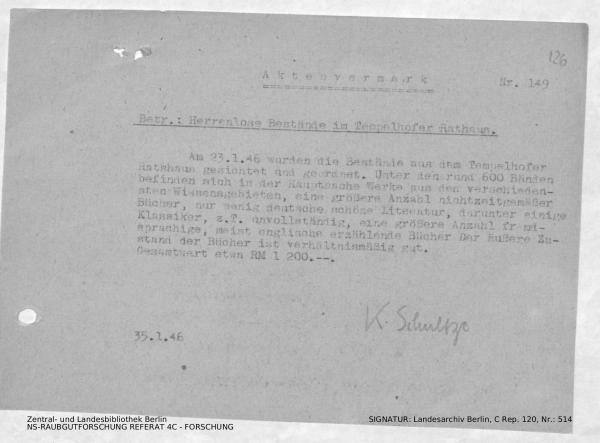 126
Aktenvermark
Nr. 149
Betr.: Herrenlose Bestände im Tempelhofer Rathaus.
Am 23.1.46 wurden die Bestände aus dem Tempelhofer
Rathhaus gesichtet und geordnet. Unter den rund 600 Bänden
befinden sich in der Hauptsache Werke aus den verschieden-
sten Wissensgebieten, eine größere Anzahl nichtzeitgemäßer
Bücher, nur wenig deutsche schöne Literatur, darunter einige
Klassiker, z.T. unvollständig, eine größere Anzahl fremd-
sprachige, meist englische erzählende Bücher Der äußere Zu-
stand der Bücher ist verhältnismäßig gut.
Gesamtwert etwa RM 1 200.--.
K. Schultze
35.1.46
Zentral- und Landesbibliothek Berlin
NS-RAUBGUTFORSCHUNG REFERAT 4C - FORSCHUNG
SIGNATUR: Landesarchiv Berlin, C Rep. 120, Nr.: 514